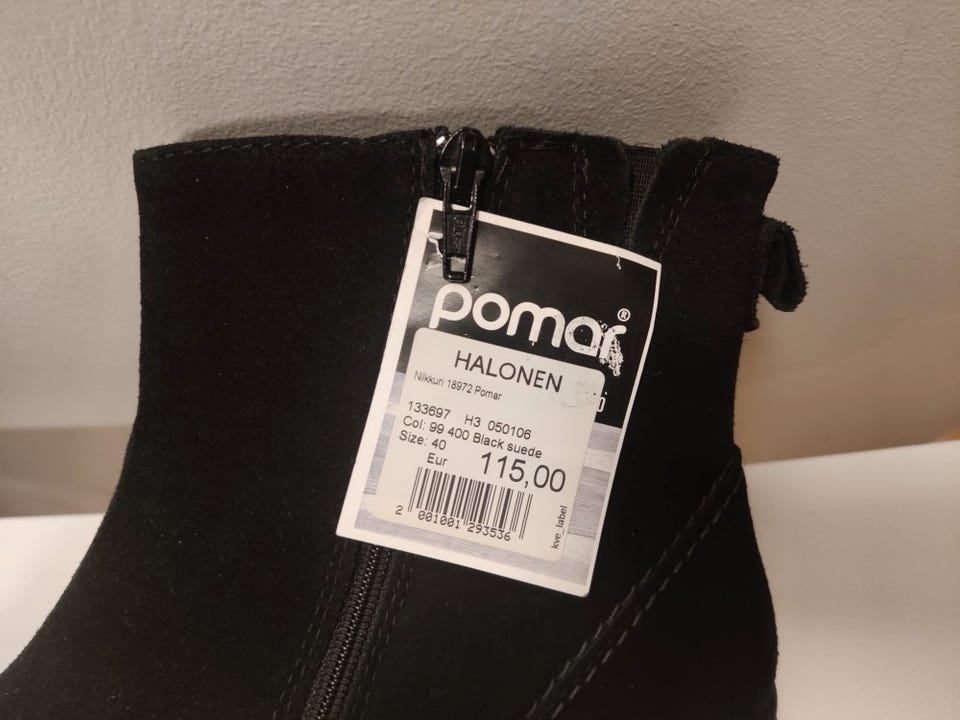 pomar®
HALONEN
Nilkkuri 18972 Pomar
133697 H3 050106
Col: 99 400 Black suede
Size: 40
Eur 115,00
2 001001 293536
kve_label